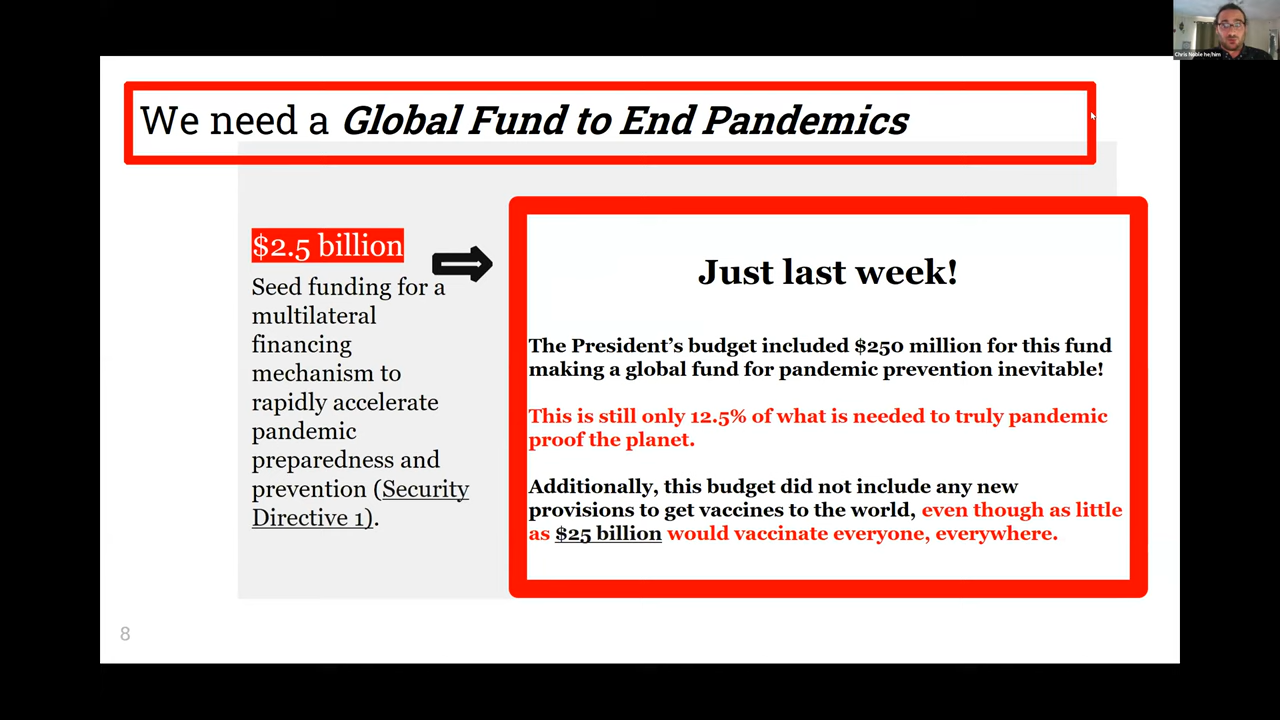 Chris Noble he/him
We need a Global Fund to End Pandemics
$2.5 billion
Seed funding for a
multilateral
financing
mechanism to
rapidly accelerate
pandemic
preparedness and
prevention (Security
Directive 1).
Just last week!
The President’s budget included $250 million for this fund
making a global fund for pandemic prevention inevitable!
This is still only 12.5% of what is needed to truly pandemic
proof the planet.
Additionally, this budget did not include any new
provisions to get vaccines to the world, even though as little
as $25 billion would vaccinate everyone, everywhere.
8